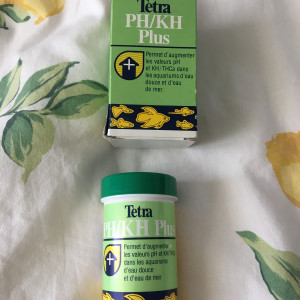 Tetra
PH/KH
Plus
Permet d'augmenter
les valeurs pH
et KH-THCa dans
les aquariums d'eau
douce et d'eau
de mer
Tetra
PH/KH Plus
Permet d'augmenter
les valeurs pH et KH-THCa
dans les aquariums
d'eau douce
et d'eau de mer